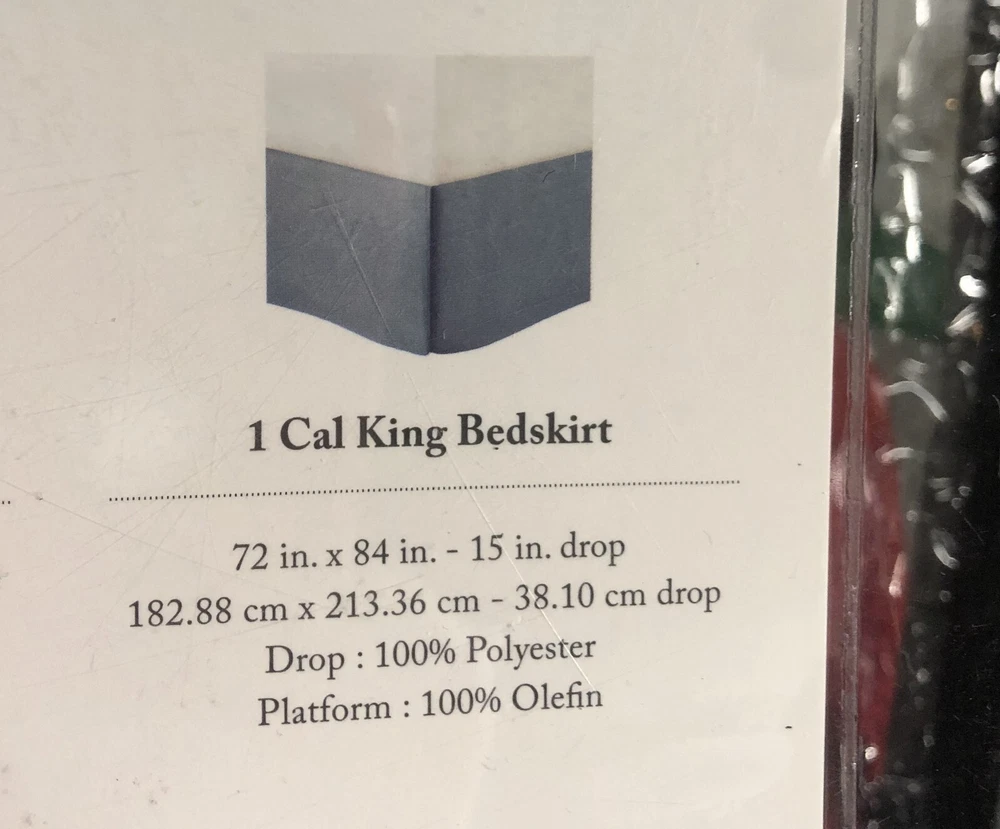 1 Cal King Bedskirt
72 in. x 84 in. - 15 in. drop
182.88 cm x 213.36 cm - 38.10 cm drop
Drop : 100% Polyester
Platform : 100% Olefin